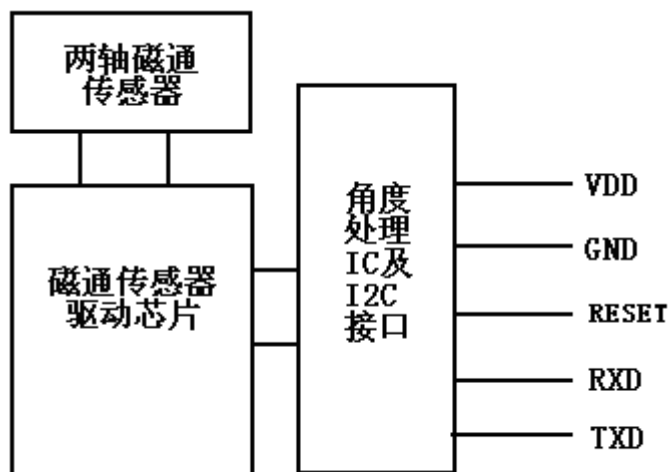 两轴磁通
传感器
磁通传感器
驱动芯片
角度
处理
IC及
I2C
接口
VDD
GND
RESET
RXD
TXD